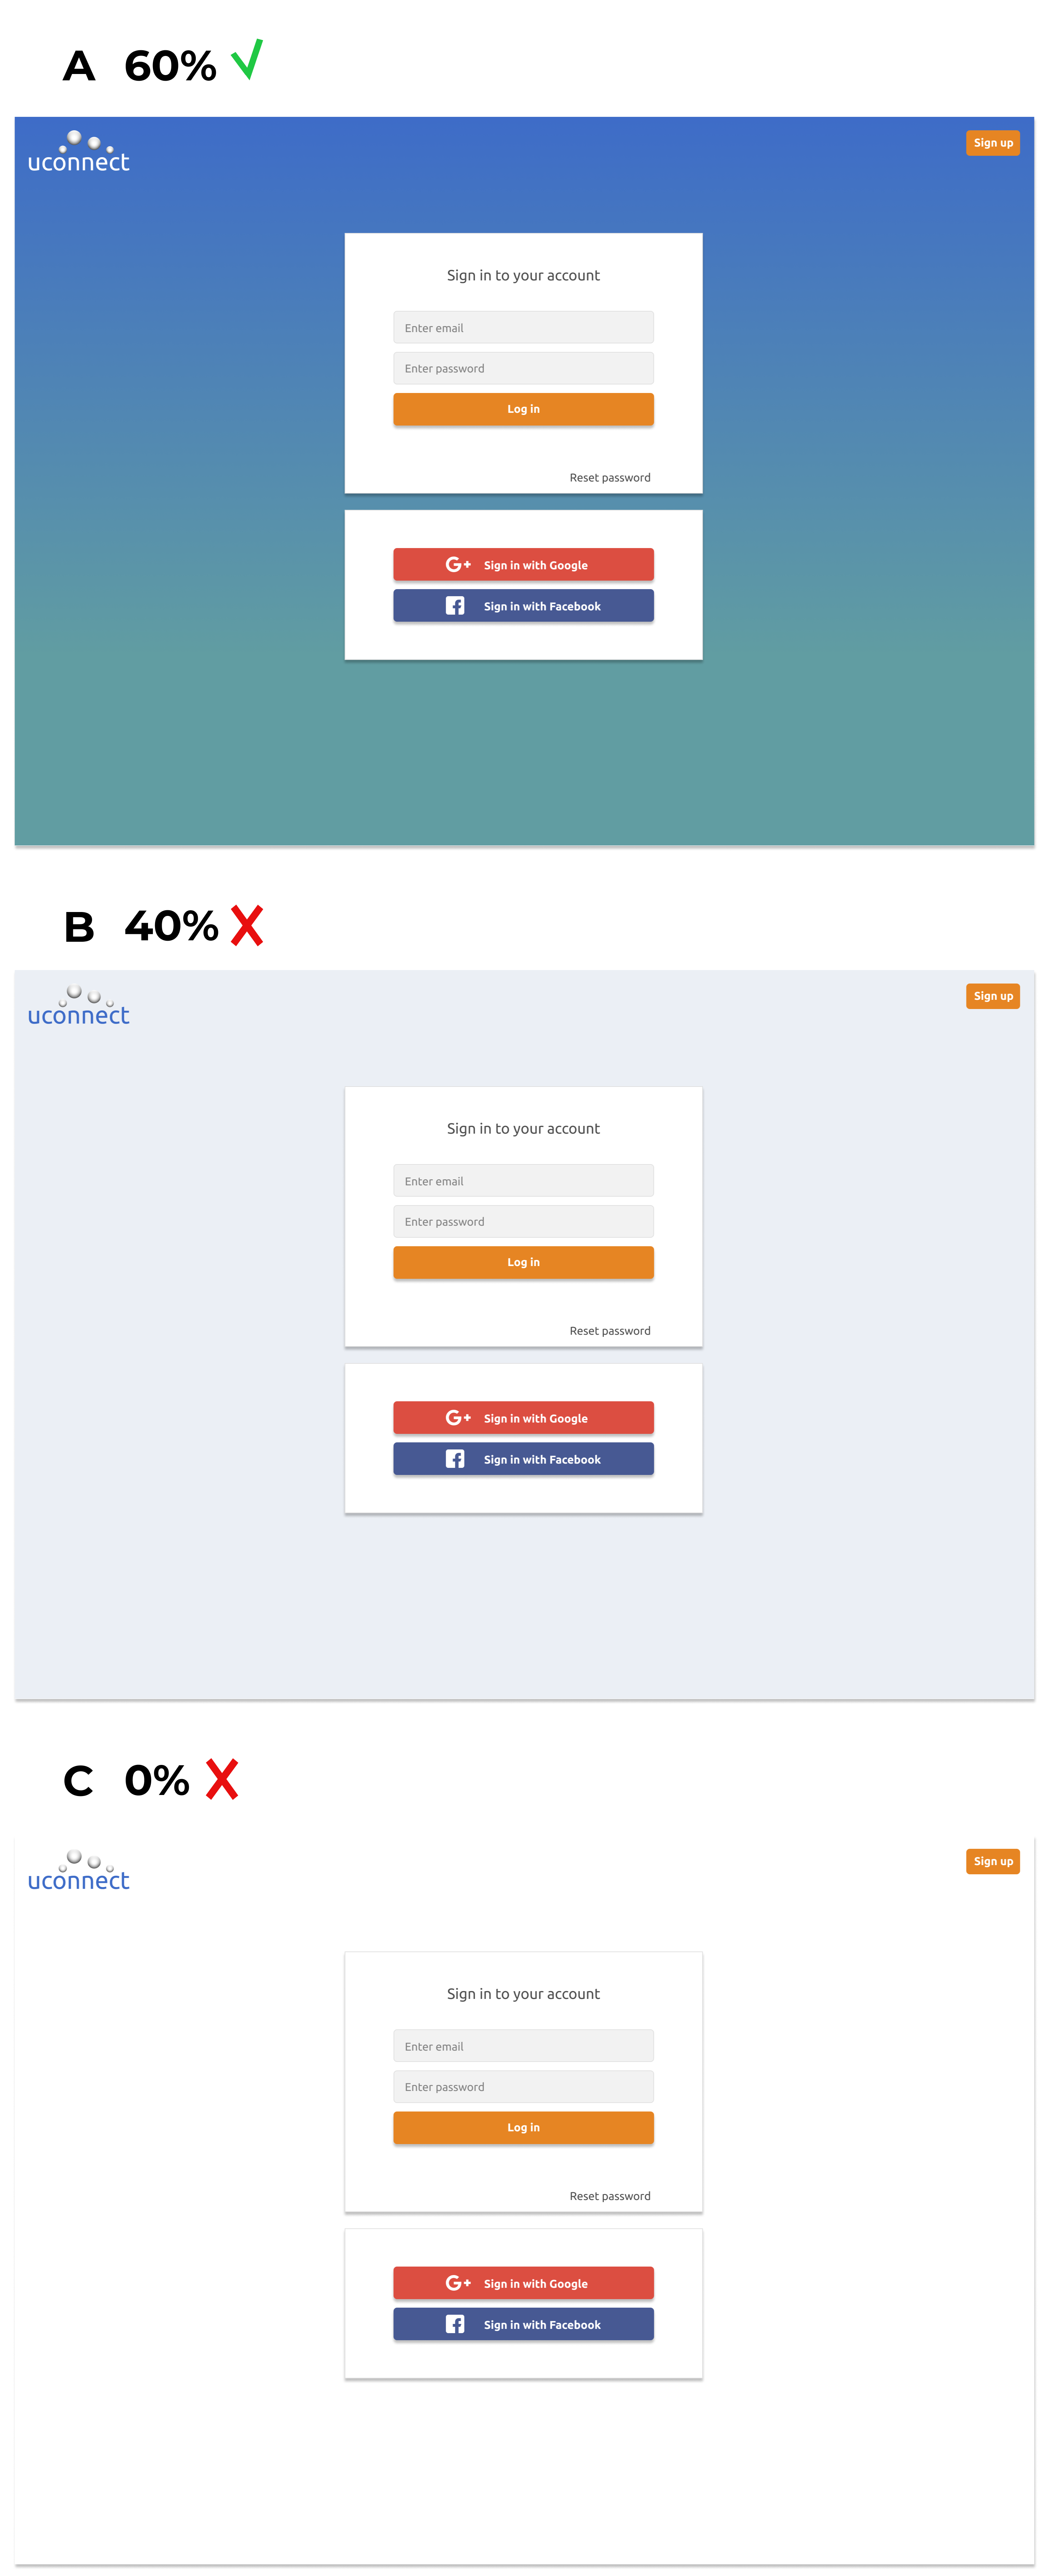 A 60%
uconnect
Sign up
Sign in to your account
Enter email
Enter password
Log in
Reset password
G+ Sign in with Google
f Sign in with Facebook
B 40%
uconnect
Sign up
Sign in to your account
Enter email
Enter password
Log in
Reset password
G+ Sign in with Google
f Sign in with Facebook
C 0%
uconnect
Sign up
Sign in to your account
Enter email
Enter password
Log in
Reset password
G+ Sign in with Google
f Sign in with Facebook